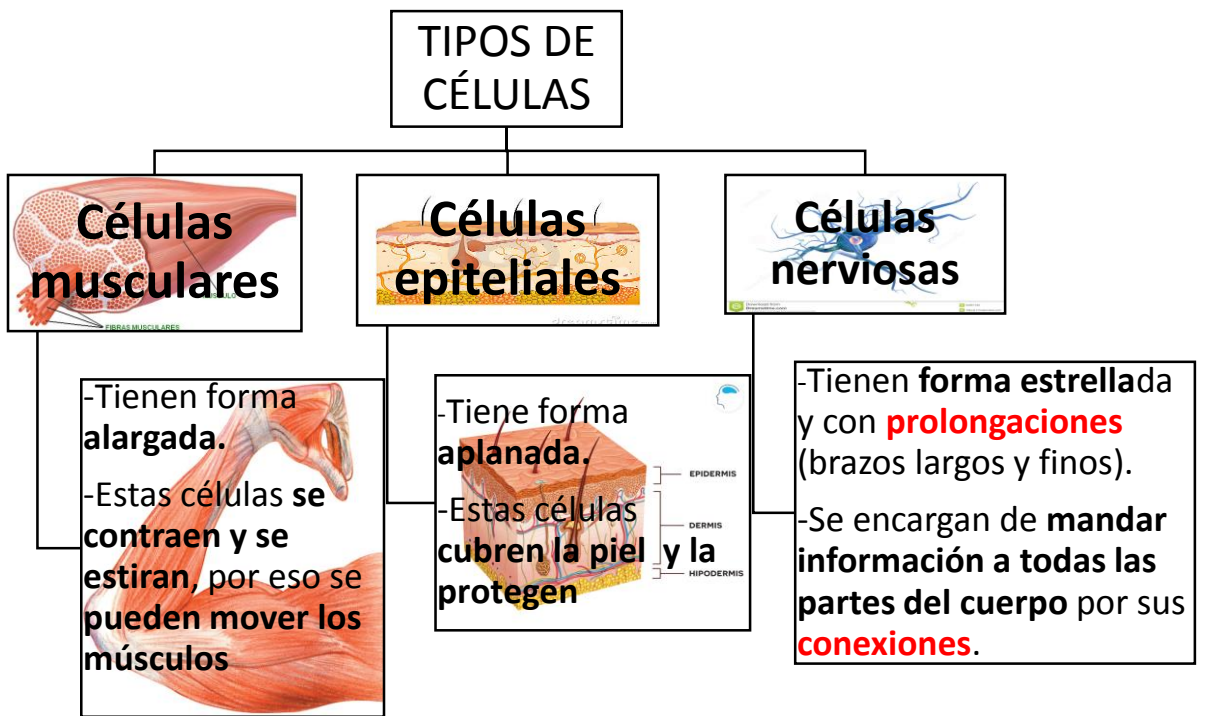 TIPOS DE
CÉLULAS
Células
musculares
FIBRAS MUSCULARES
Células
epiteliales
Células
nerviosas
-Tienen forma
alargada.
-Estas células se
contraen y se
estiran, por eso se
pueden mover los
músculos
-Tiene forma
aplanada.
-Estas células
cubren la piel y la
protegen
EPIDERMIS
DERMIS
HIPODERMIS
-Tienen forma estrellada
y con prolongaciones
(brazos largos y finos).
-Se encargan de mandar
información a todas las
partes del cuerpo por sus
conexiones.